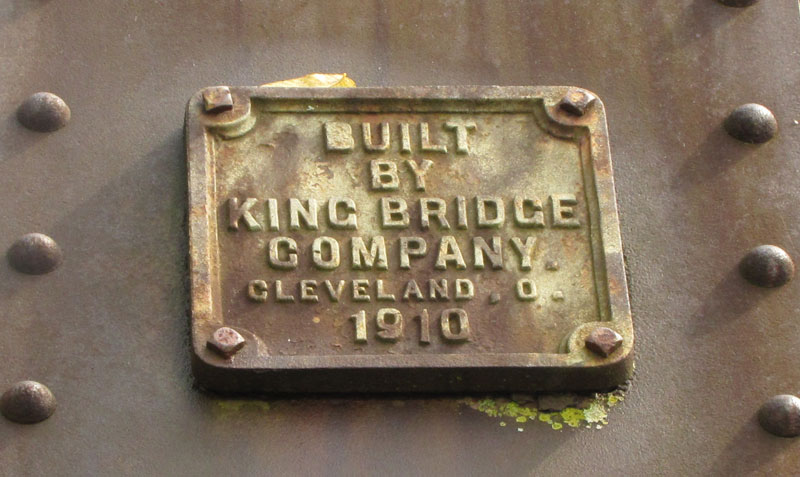 BUILT
BY
KING BRIDGE
COMPANY.
CLEVELAND, O.
1910